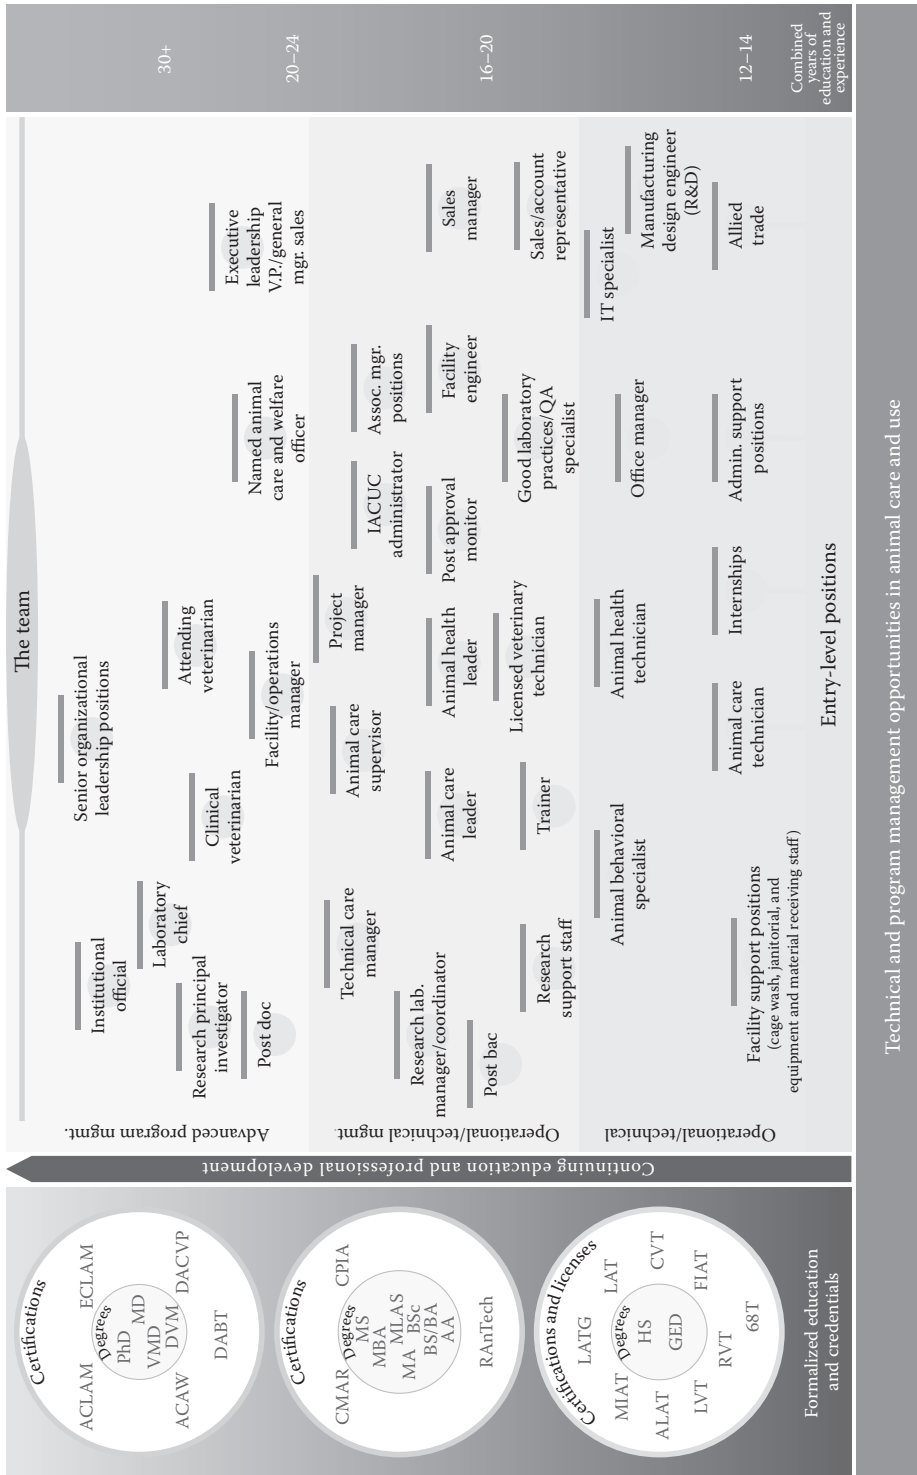 The team
Certifications
ACLAM
ECLAM
Degrees
PhD
MD
VMD
DVM
ACAW
DACVP
DABT
Certifications
CMAR
CPIA
Degrees
MS
MBA
MLAS
MA
BSc
BS/BA
AA
RAnTech
Certifications and licenses
LATG
MIAT
LAT
Degrees
HS
GED
ALAT
CVT
LVT
FIAT
RVT
68T
Formalized education
and credentials
Continuing education and professional development
Advanced program mgmt.
Operational/technical mgmt.
Operational/technical
Senior organizational
leadership positions
Institutional
official
Laboratory
chief
Attending
veterinarian
Research principal
investigator
Clinical
veterinarian
Executive
leadership
V.P./general
mgr. sales
Post doc
Facility/operations
manager
Named animal
care and welfare
officer
Technical care
manager
Animal care
supervisor
Project
manager
IACUC
administrator
Assoc. mgr.
positions
Research lab.
manager/coordinator
Animal care
leader
Animal health
leader
Post approval
monitor
Facility
engineer
Sales
manager
Post bac
Research
support staff
Trainer
Licensed veterinary
technician
Good laboratory
practices/QA
specialist
Sales/account
representative
Animal behavioral
specialist
Animal health
technician
Office manager
IT specialist
Manufacturing
design engineer
(R&D)
Facility support positions
(cage wash, janitorial, and
equipment and material receiving staff)
Animal care
technician
Internships
Admin. support
positions
Allied
trade
Entry-level positions
30+
20–24
16–20
12–14
Combined
years of
education and
experience
Technical and program management opportunities in animal care and use